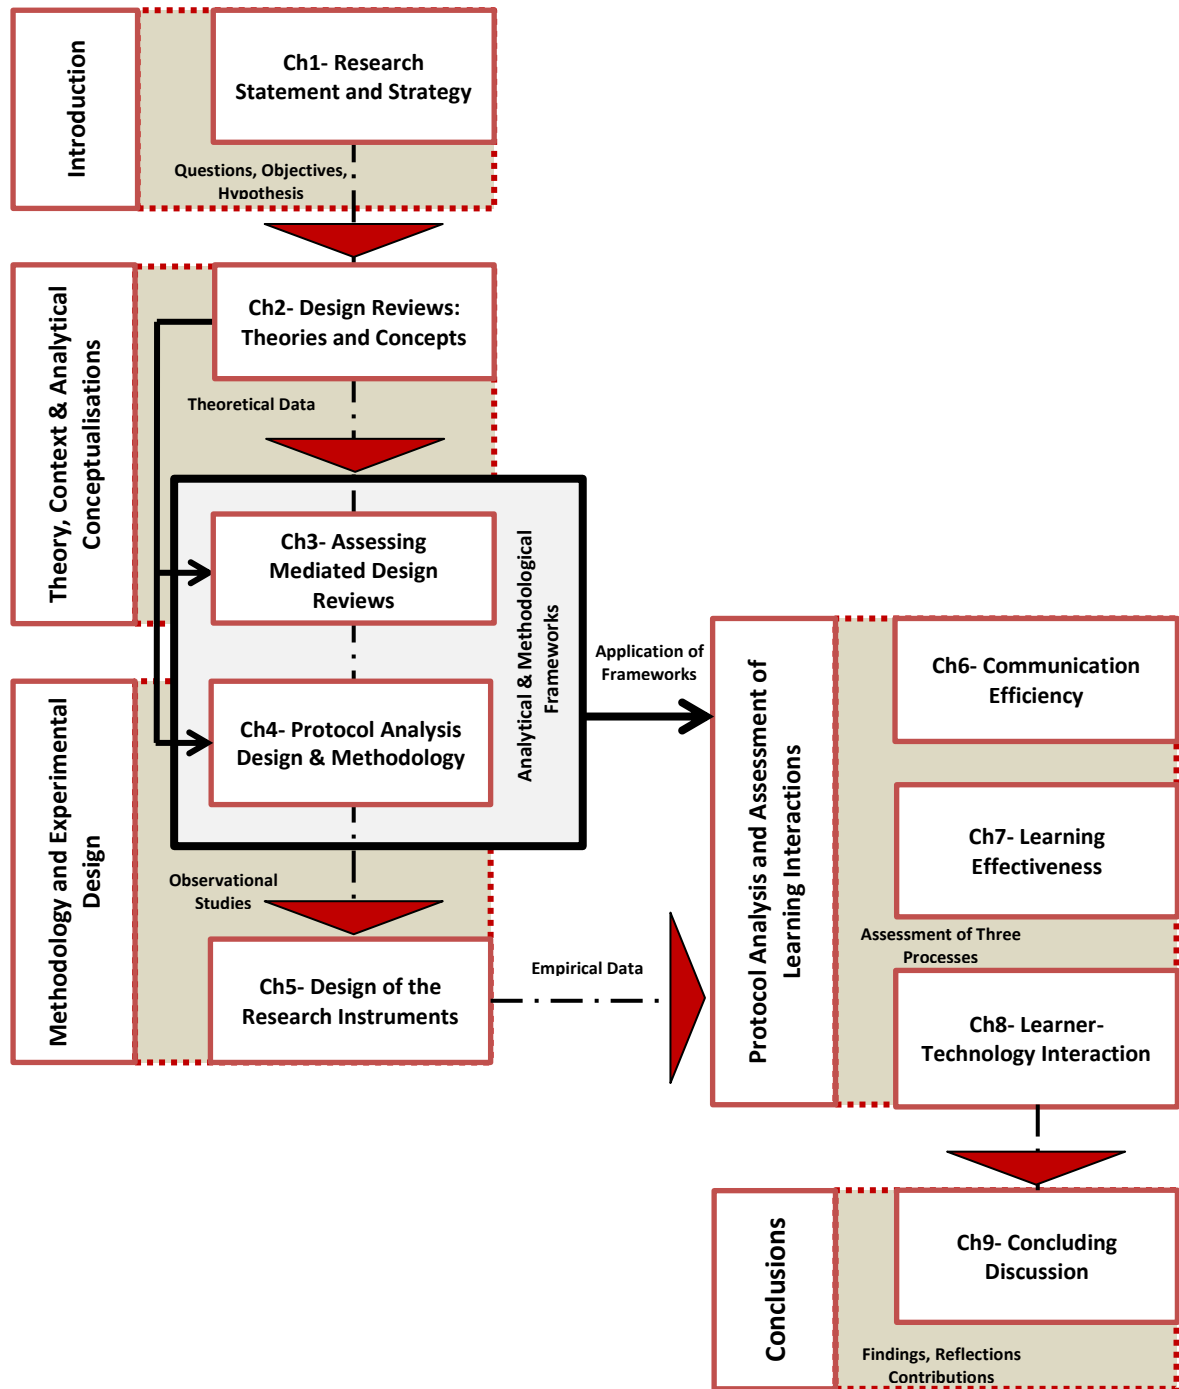 Introduction
Ch1- Research
Statement and Strategy
Questions, Objectives,
Hypothesis
Theory, Context & Analytical
Conceptualisations
Ch2- Design Reviews:
Theories and Concepts
Theoretical Data
Ch3- Assessing
Mediated Design
Reviews
Analytical & Methodological
Frameworks
Methodology and Experimental
Design
Ch4- Protocol Analysis
Design & Methodology
Observational
Studies
Ch5- Design of the
Research Instruments
Application of
Frameworks
Empirical Data
Protocol Analysis and Assessment of
Learning Interactions
Ch6- Communication
Efficiency
Ch7- Learning
Effectiveness
Assessment of Three
Processes
Ch8- Learner-
Technology Interaction
Conclusions
Ch9- Concluding
Discussion
Findings, Reflections
Contributions